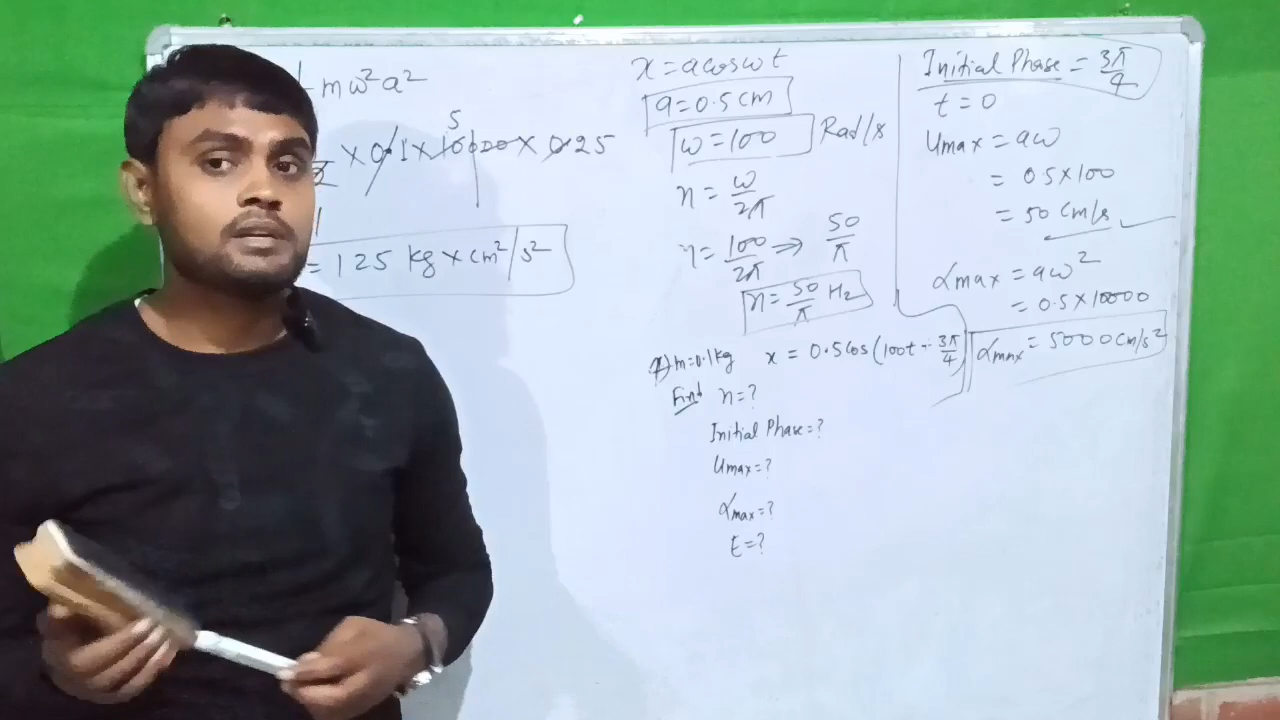 mω²a²
5
2 × 0.1 × 10000 × 0.25
1
= 125 kg × cm²/s²
x = a cos ωt
a = 0.5 cm
ω = 100 Rad/s
n = ω/2π
n = 100/2π ⇒ 50/π
n = 50/π Hz
m=0.1kg x = 0.5 cos(100t + 3π/4)
Find n=?
Initial Phase=?
Umax=?
αmax=?
E=?
Initial Phase = 3π/4
t = 0
Umax = aω
= 0.5×100
= 50 cm/s
αmax = aω²
= 0.5×10000
αmax = 5000 cm/s²